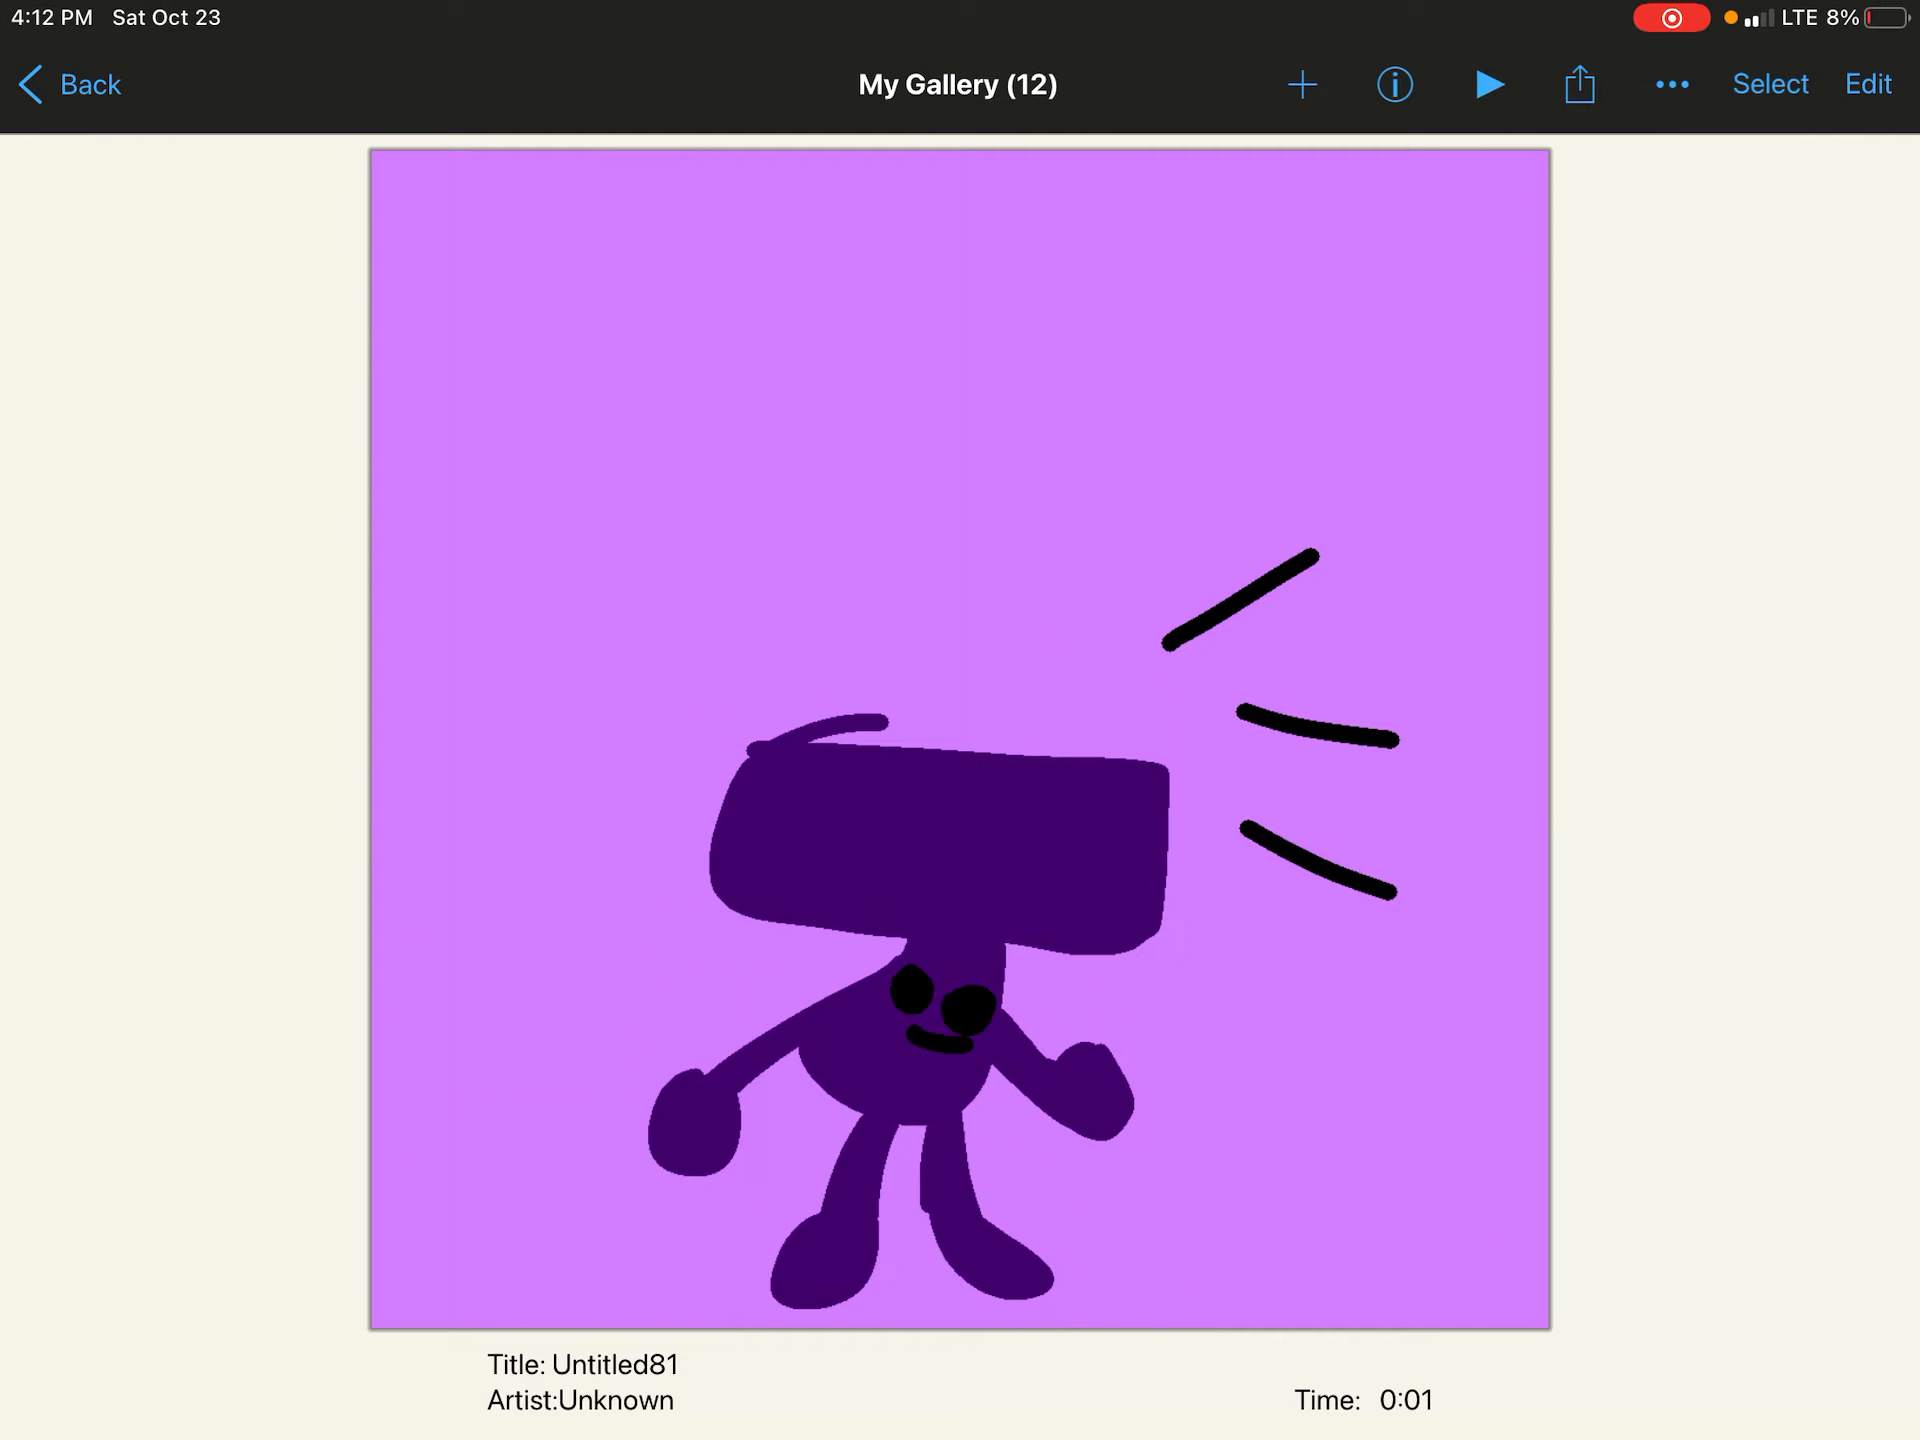 4:12 PM Sat Oct 23
LTE 8%
Back
My Gallery (12)
Select
Edit
Title: Untitled81
Artist:Unknown
Time: 0:01